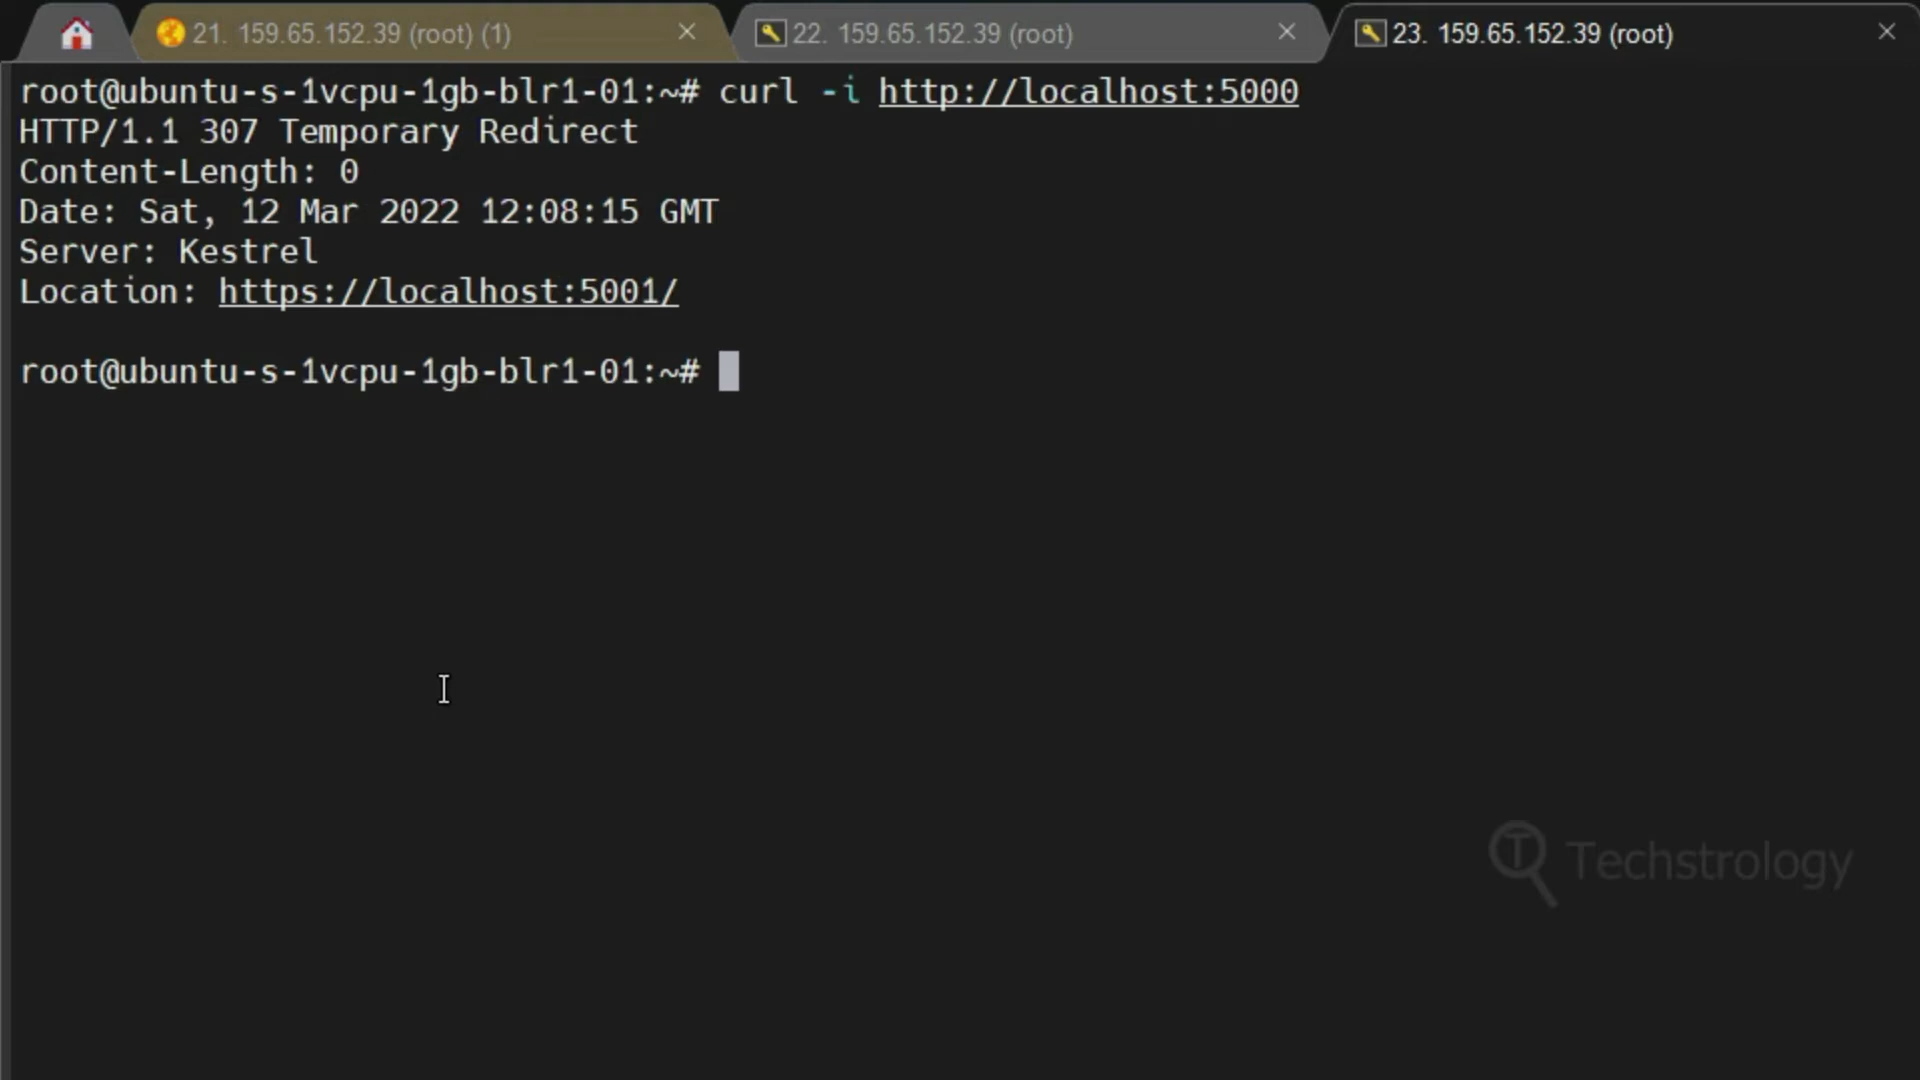 21. 159.65.152.39 (root) (1)
22. 159.65.152.39 (root)
23. 159.65.152.39 (root)
root@ubuntu-s-1vcpu-1gb-blr1-01:~# curl -i http://localhost:5000
HTTP/1.1 307 Temporary Redirect
Content-Length: 0
Date: Sat, 12 Mar 2022 12:08:15 GMT
Server: Kestrel
Location: https://localhost:5001/
root@ubuntu-s-1vcpu-1gb-blr1-01:~#
Techstrology